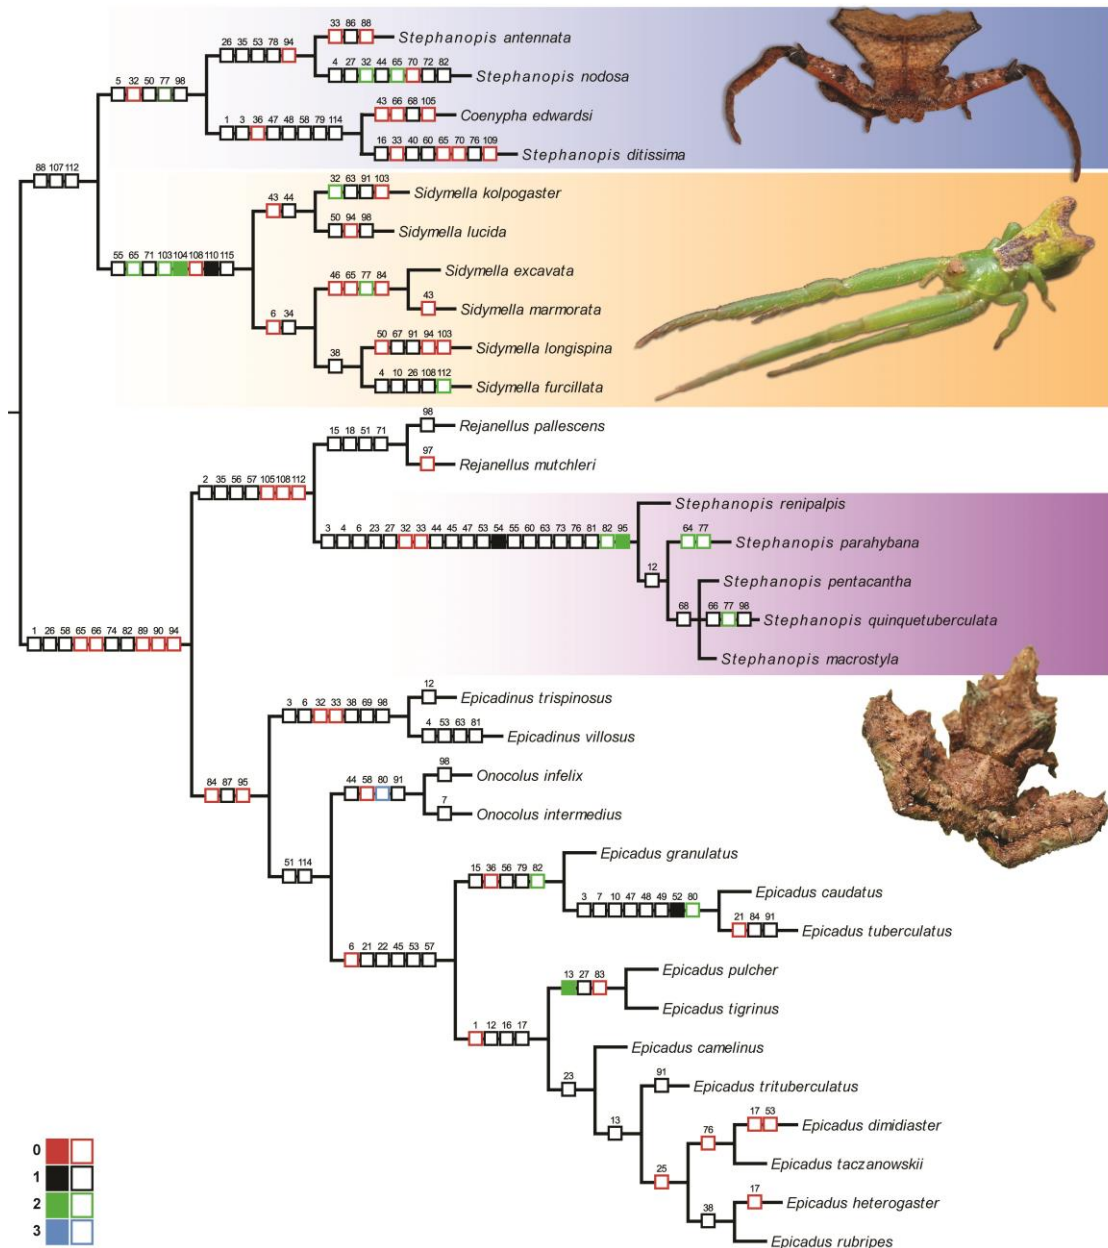 33 86 88
Stephanopis antennata
26 35 53 78 94
4 27 32 44 65 70 72 82
Stephanopis nodosa
5 32 50 77 98
43 66 68 105
Coenypha edwardsi
1 3 36 47 48 58 79 114
16 33 40 60 65 70 76 109
Stephanopis ditissima
88 107 112
32 63 91 103
Sidymella kolpogaster
43 44
50 94 98
Sidymella lucida
55 65 71 103 104 108 110 115
46 65 77 84
Sidymella excavata
43
Sidymella marmorata
6 34
50 67 91 94 103
Sidymella longispina
38
4 10 26 108 112
Sidymella furcillata
98
Rejanellus pallescens
15 18 51 71
97
Rejanellus mutchleri
2 35 56 57 105 108 112
Stephanopis renipalpis
3 4 6 23 27 32 33 44 45 47 53 54 55 60 63 73 76 81 82 95
64 77
Stephanopis parahybana
12
Stephanopis pentacantha
68
66 77 98
Stephanopis quinquetuberculata
1 26 58 65 66 74 82 89 90 94
Stephanopis macrostyla
12
Epicadinus trispinosus
3 6 32 33 38 69 98
4 53 63 81
Epicadinus villosus
84 87 95
98
Onocolus infelix
44 58 80 91
7
Onocolus intermedius
51 114
Epicadus granulatus
15 36 56 79 82
3 7 10 47 48 49 52 80
Epicadus caudatus
21 84 91
Epicadus tuberculatus
6 21 22 45 53 57
Epicadus pulcher
13 27 83
Epicadus tigrinus
1 12 16 17
Epicadus camelinus
23
91
Epicadus trituberculatus
13
17 53
Epicadus dimidiaster
76
Epicadus taczanowskii
25
17
Epicadus heterogaster
38
Epicadus rubripes
0
1
2
3